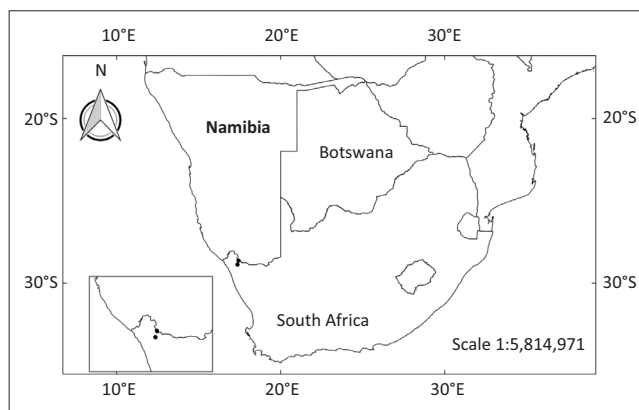 10°E 20°E 30°E
N
20°S 20°S
Namibia
Botswana
30°S 30°S
South Africa
Scale 1:5,814,971
10°E 20°E 30°E